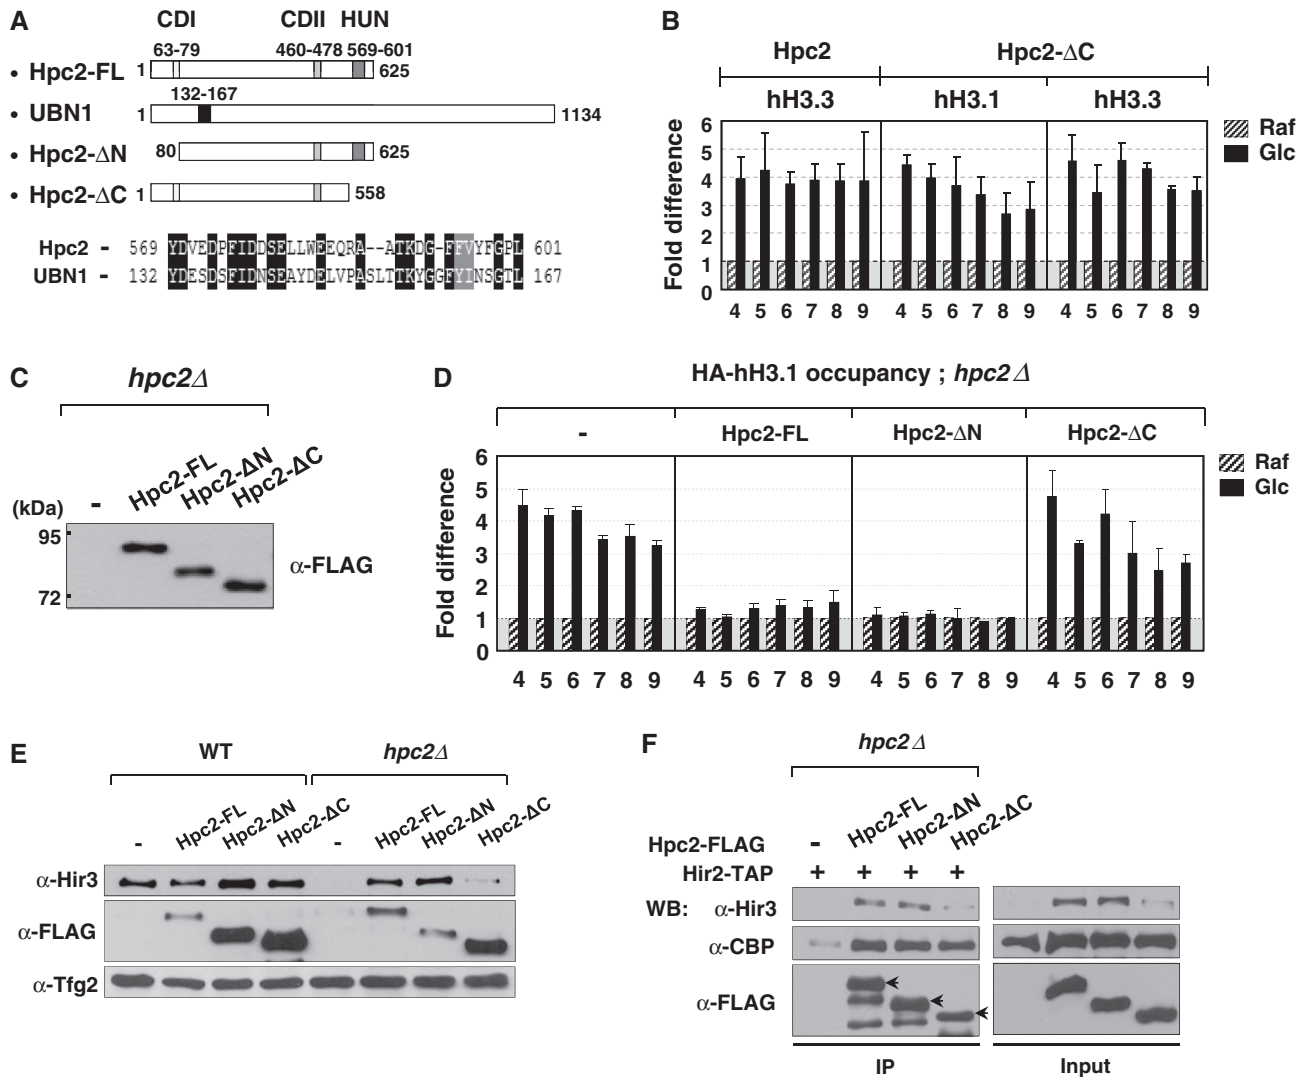 A
CDI CDII HUN
63-79 460-478 569-601
• Hpc2-FL 1 625
132-167
• UBN1 1 1134
• Hpc2-ΔN 80 625
• Hpc2-ΔC 1 558
Hpc2 - 569 YDVEDPFIDDSELLWEEQRA--ATKDG-FFVYFGPL 601
UBN1 - 132 YDESDSFIDNSEAYDELVPASLTTKYGGFYINSGTL 167
B
Hpc2 Hpc2-ΔC
hH3.3 hH3.1 hH3.3
Fold difference
6
5
4
3
2
1
0
4 5 6 7 8 9 4 5 6 7 8 9 4 5 6 7 8 9
Raf
Glc
C
hpc2Δ
(kDa) - Hpc2-FL Hpc2-ΔN Hpc2-ΔC
95
72
α-FLAG
D
HA-hH3.1 occupancy ; hpc2Δ
- Hpc2-FL Hpc2-ΔN Hpc2-ΔC
Fold difference
6
5
4
3
2
1
0
4 5 6 7 8 9 4 5 6 7 8 9 4 5 6 7 8 9 4 5 6 7 8 9
Raf
Glc
E
WT hpc2Δ
- Hpc2-FL Hpc2-ΔN Hpc2-ΔC - Hpc2-FL Hpc2-ΔN Hpc2-ΔC
α-Hir3
α-FLAG
α-Tfg2
F
hpc2Δ
Hpc2-FLAG - Hpc2-FL Hpc2-ΔN Hpc2-ΔC
Hir2-TAP + + + +
WB: α-Hir3
α-CBP
α-FLAG
IP Input